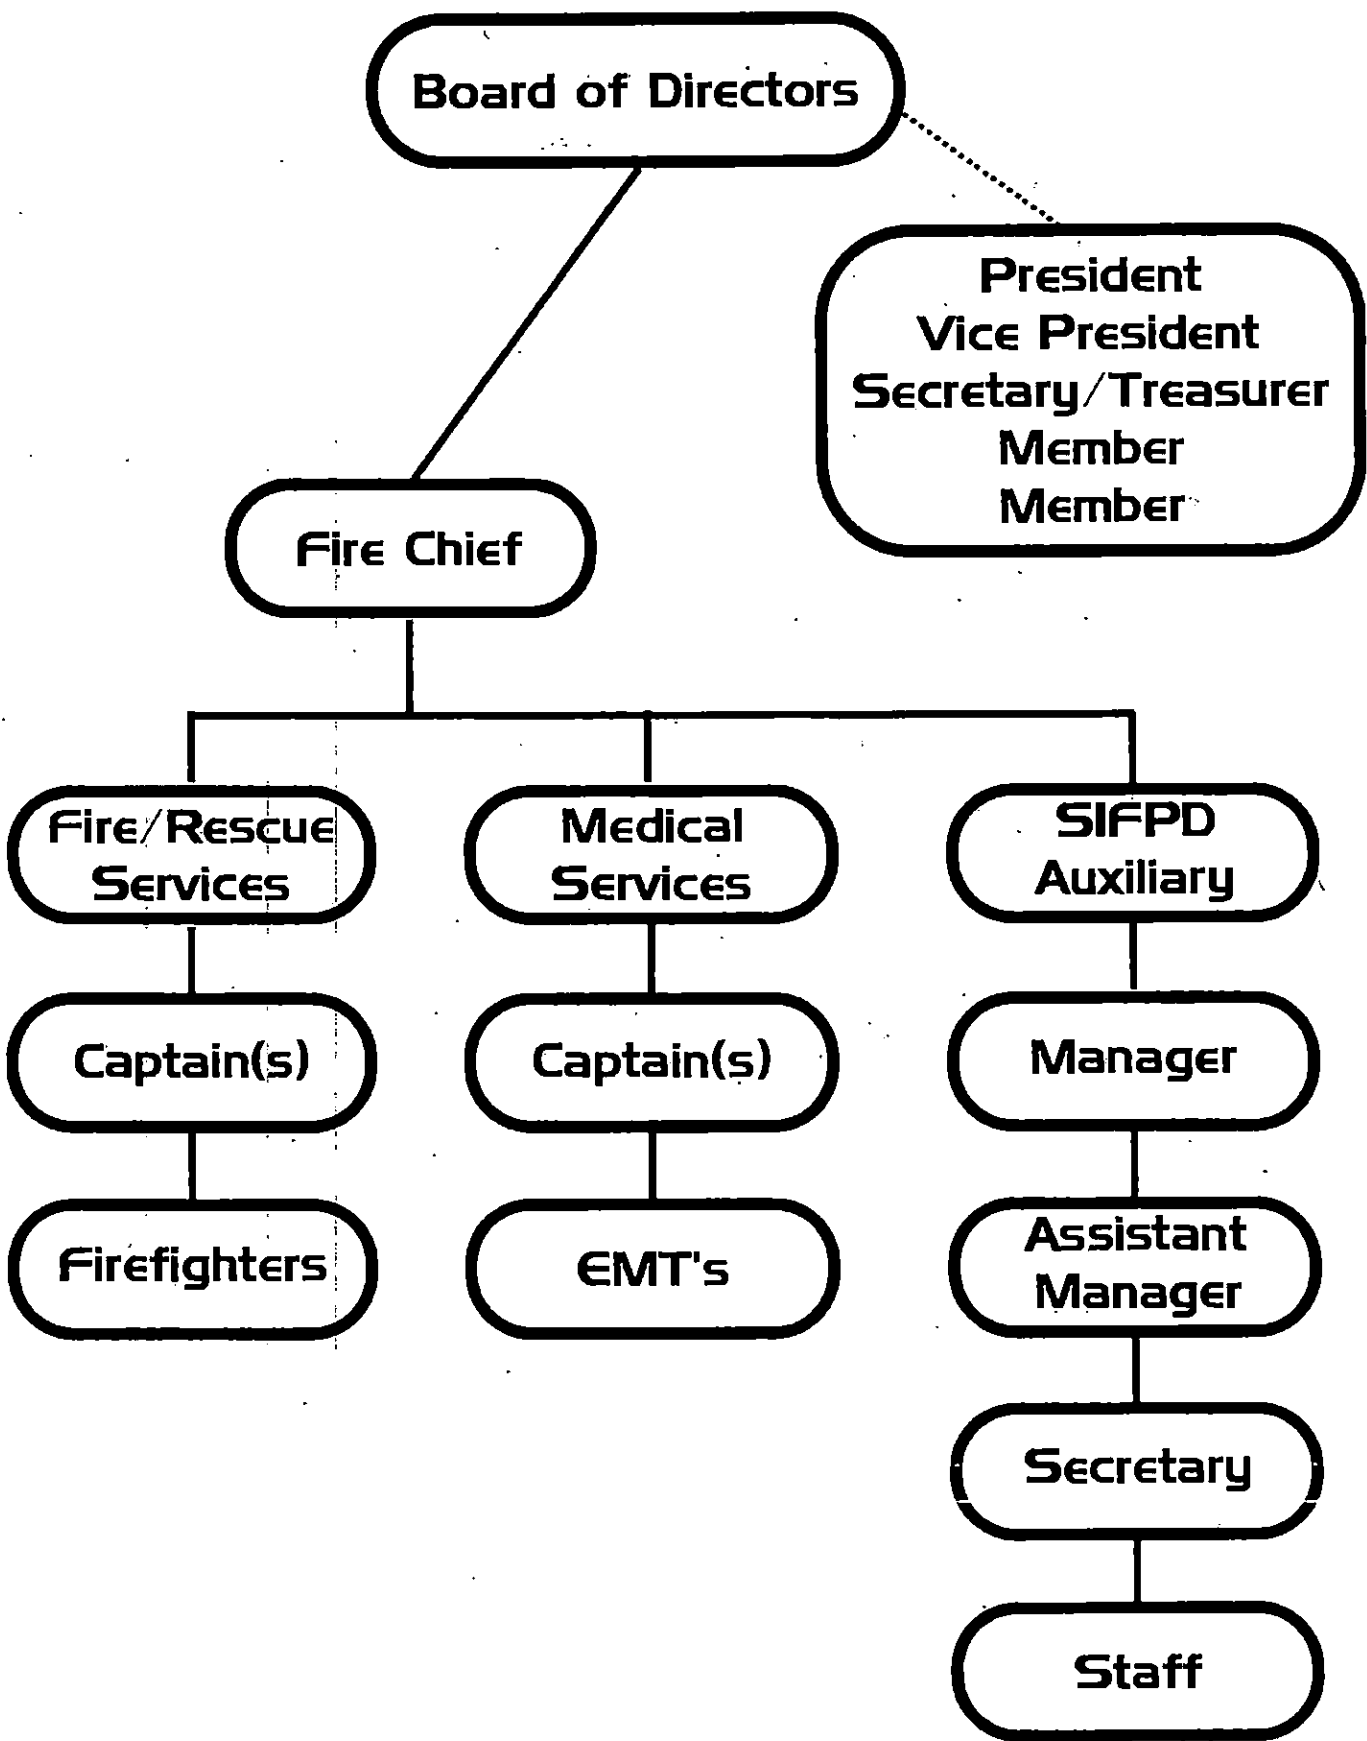 Board of Directors
President
Vice President
Secretary/Treasurer
Member
Member
Fire Chief
Fire/Rescue
Services
Medical
Services
SIFPD
Auxiliary
Captain(s)
Captain(s)
Manager
Firefighters
EMT's
Assistant
Manager
Secretary
Staff